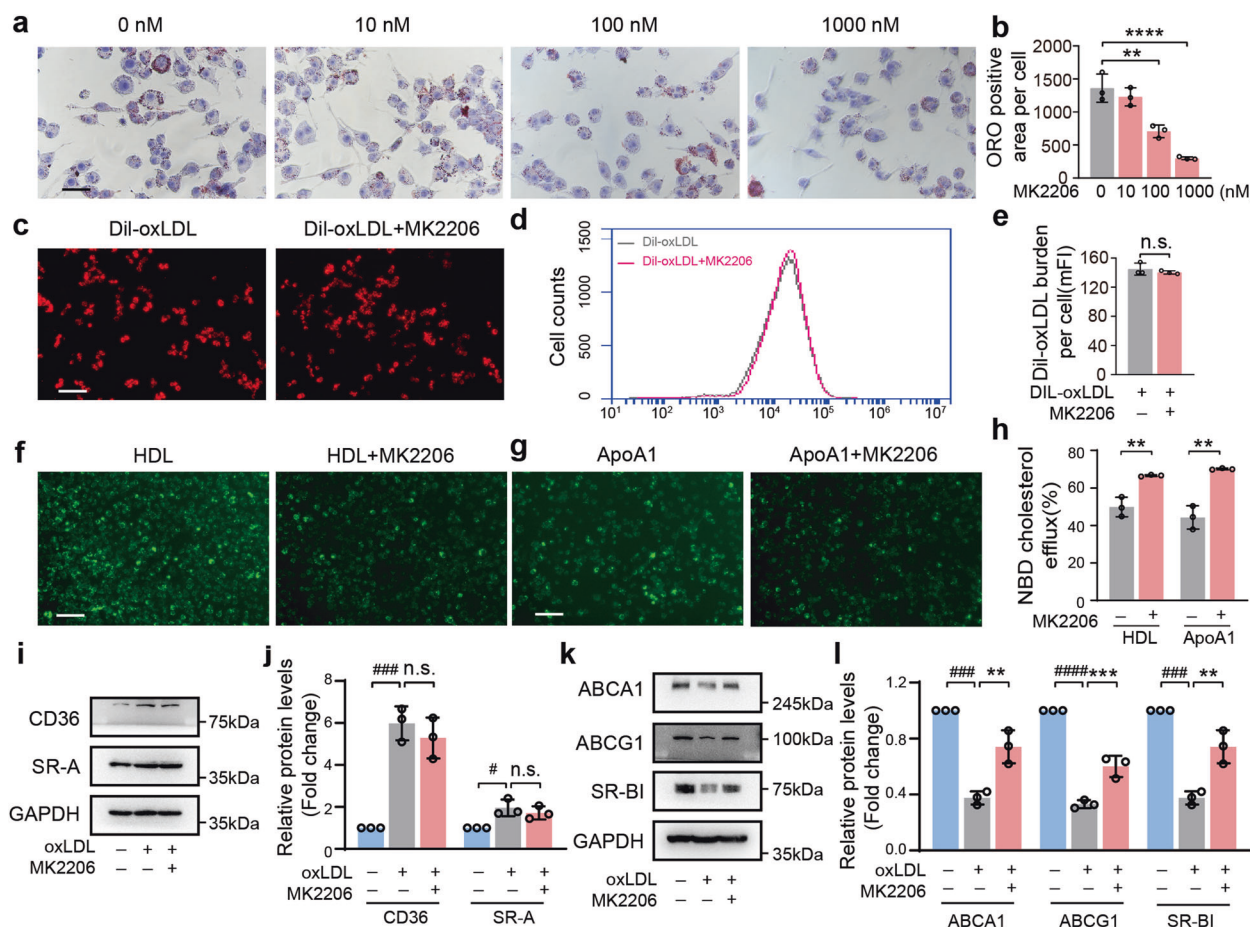 a
0 nM
10 nM
100 nM
1000 nM
b
ORO positive
area per cell
2000
1500
1000
500
0
****
**
MK2206
0
10
100
1000
(nM)
c
Dil-oxLDL
Dil-oxLDL+MK2206
d
Cell counts
1500
1000
500
0
Dil-oxLDL
Dil-oxLDL+MK2206
10¹
10²
10³
10⁴
10⁵
10⁶
10⁷
e
Dil-oxLDL burden
per cell(mFI)
160
120
80
40
0
n.s.
DIL-oxLDL + +
MK2206 – +
f
HDL
HDL+MK2206
g
ApoA1
ApoA1+MK2206
h
NBD cholesterol
efflux(%)
80
60
40
20
0
**
**
MK2206 – + – +
HDL
ApoA1
i
CD36
75kDa
SR-A
35kDa
GAPDH
35kDa
oxLDL – + +
MK2206 – – +
j
Relative protein levels
(Fold change)
8
6
4
2
0
###
n.s.
#
n.s.
oxLDL – + + – + +
MK2206 – – + – – +
CD36
SR-A
k
ABCA1
245kDa
ABCG1
100kDa
SR-BI
75kDa
GAPDH
35kDa
oxLDL – + +
MK2206 – – +
l
Relative protein levels
(Fold change)
1.2
0.8
0.4
0.0
###
**
####
***
###
**
oxLDL – + + – + + – + +
MK2206 – – + – – + – – +
ABCA1
ABCG1
SR-BI